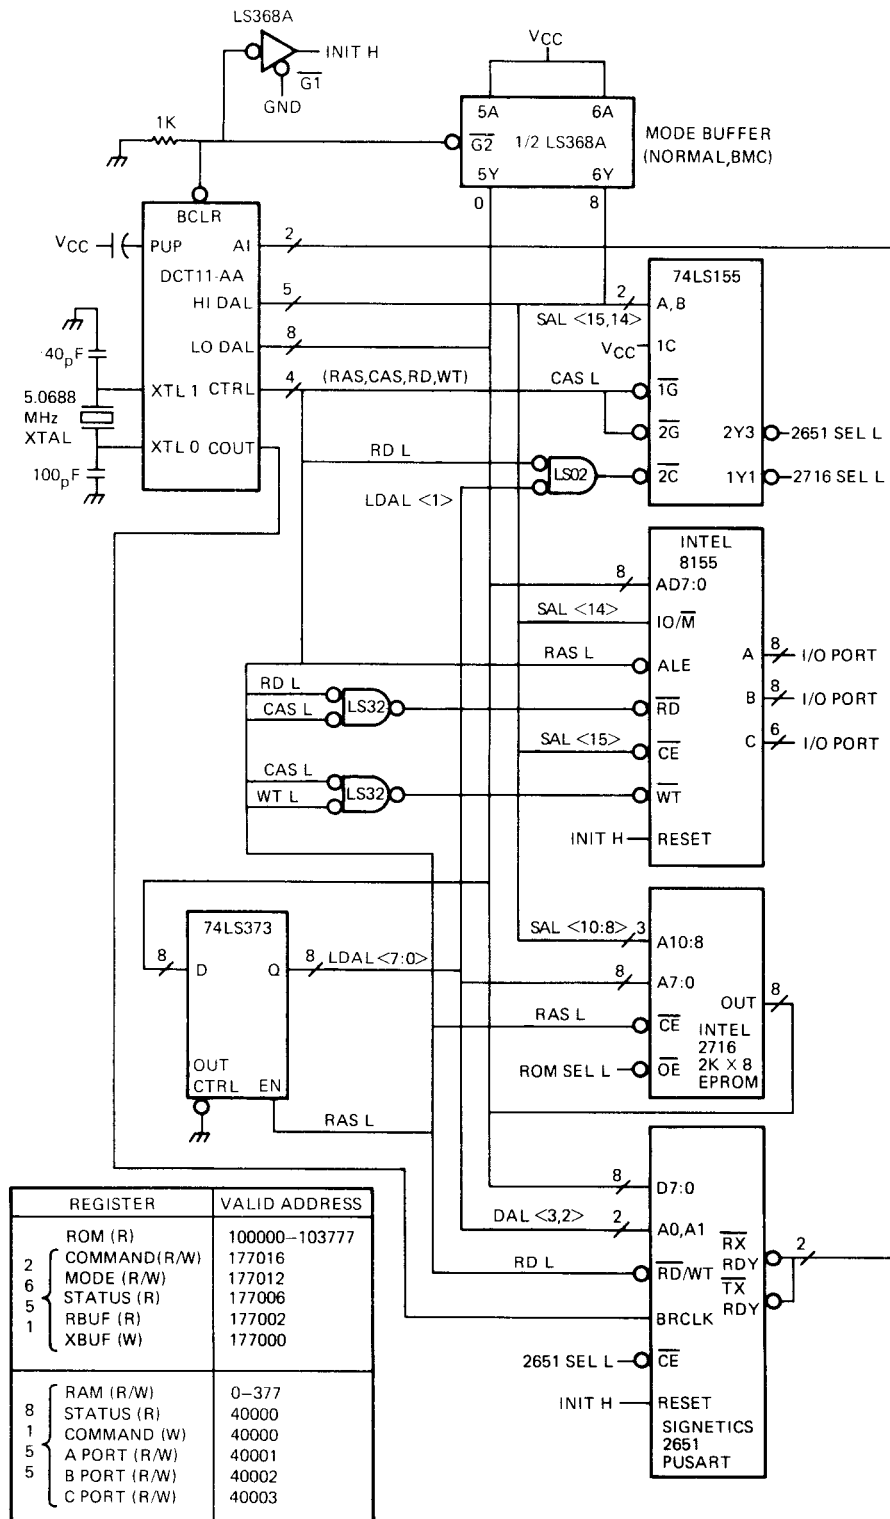 LS368A
INIT H
G1
GND
VCC
5A 6A
G2 1/2 LS368A
5Y 6Y
MODE BUFFER
(NORMAL,BMC)
0 8
1K
BCLR
VCC
PUP AI
2
DCT11-AA
HI DAL
5
LO DAL
8
XTL 1 CTRL
4
(RAS,CAS,RD,WT)
XTL 0 COUT
40pF
5.0688
MHz
XTAL
100pF
74LS155
2
A,B
SAL <15,14>
VCC
1C
CAS L
1G
2G
2Y3
2651 SEL L
RD L
LS02
2C
1Y1
2716 SEL L
LDAL <1>
INTEL
8155
8
AD7:0
SAL <14>
IO/M
RAS L
ALE
A
8
I/O PORT
RD L
CAS L
LS32
RD
B
8
I/O PORT
SAL <15>
CE
C
6
I/O PORT
CAS L
WT L
LS32
WT
INIT H
RESET
74LS373
8
D Q
8
LDAL <7:0>
OUT
CTRL EN
RAS L
SAL <10:8>
3
A10:8
8
A7:0
OUT
8
RAS L
CE
INTEL
2716
2K X 8
EPROM
ROM SEL L
OE
8
D7:0
DAL <3,2>
2
A0,A1
RX
RDY
2
RD L
RD/WT
TX
RDY
BRCLK
2651 SEL L
CE
INIT H
RESET
SIGNETICS
2651
PUSART
REGISTER VALID ADDRESS
ROM (R) 100000–103777
2651
COMMAND(R/W) 177016
MODE (R/W) 177012
STATUS (R) 177006
RBUF (R) 177002
XBUF (W) 177000
8155
RAM (R/W) 0–377
STATUS (R) 40000
COMMAND (W) 40000
A PORT (R/W) 40001
B PORT (R/W) 40002
C PORT (R/W) 40003